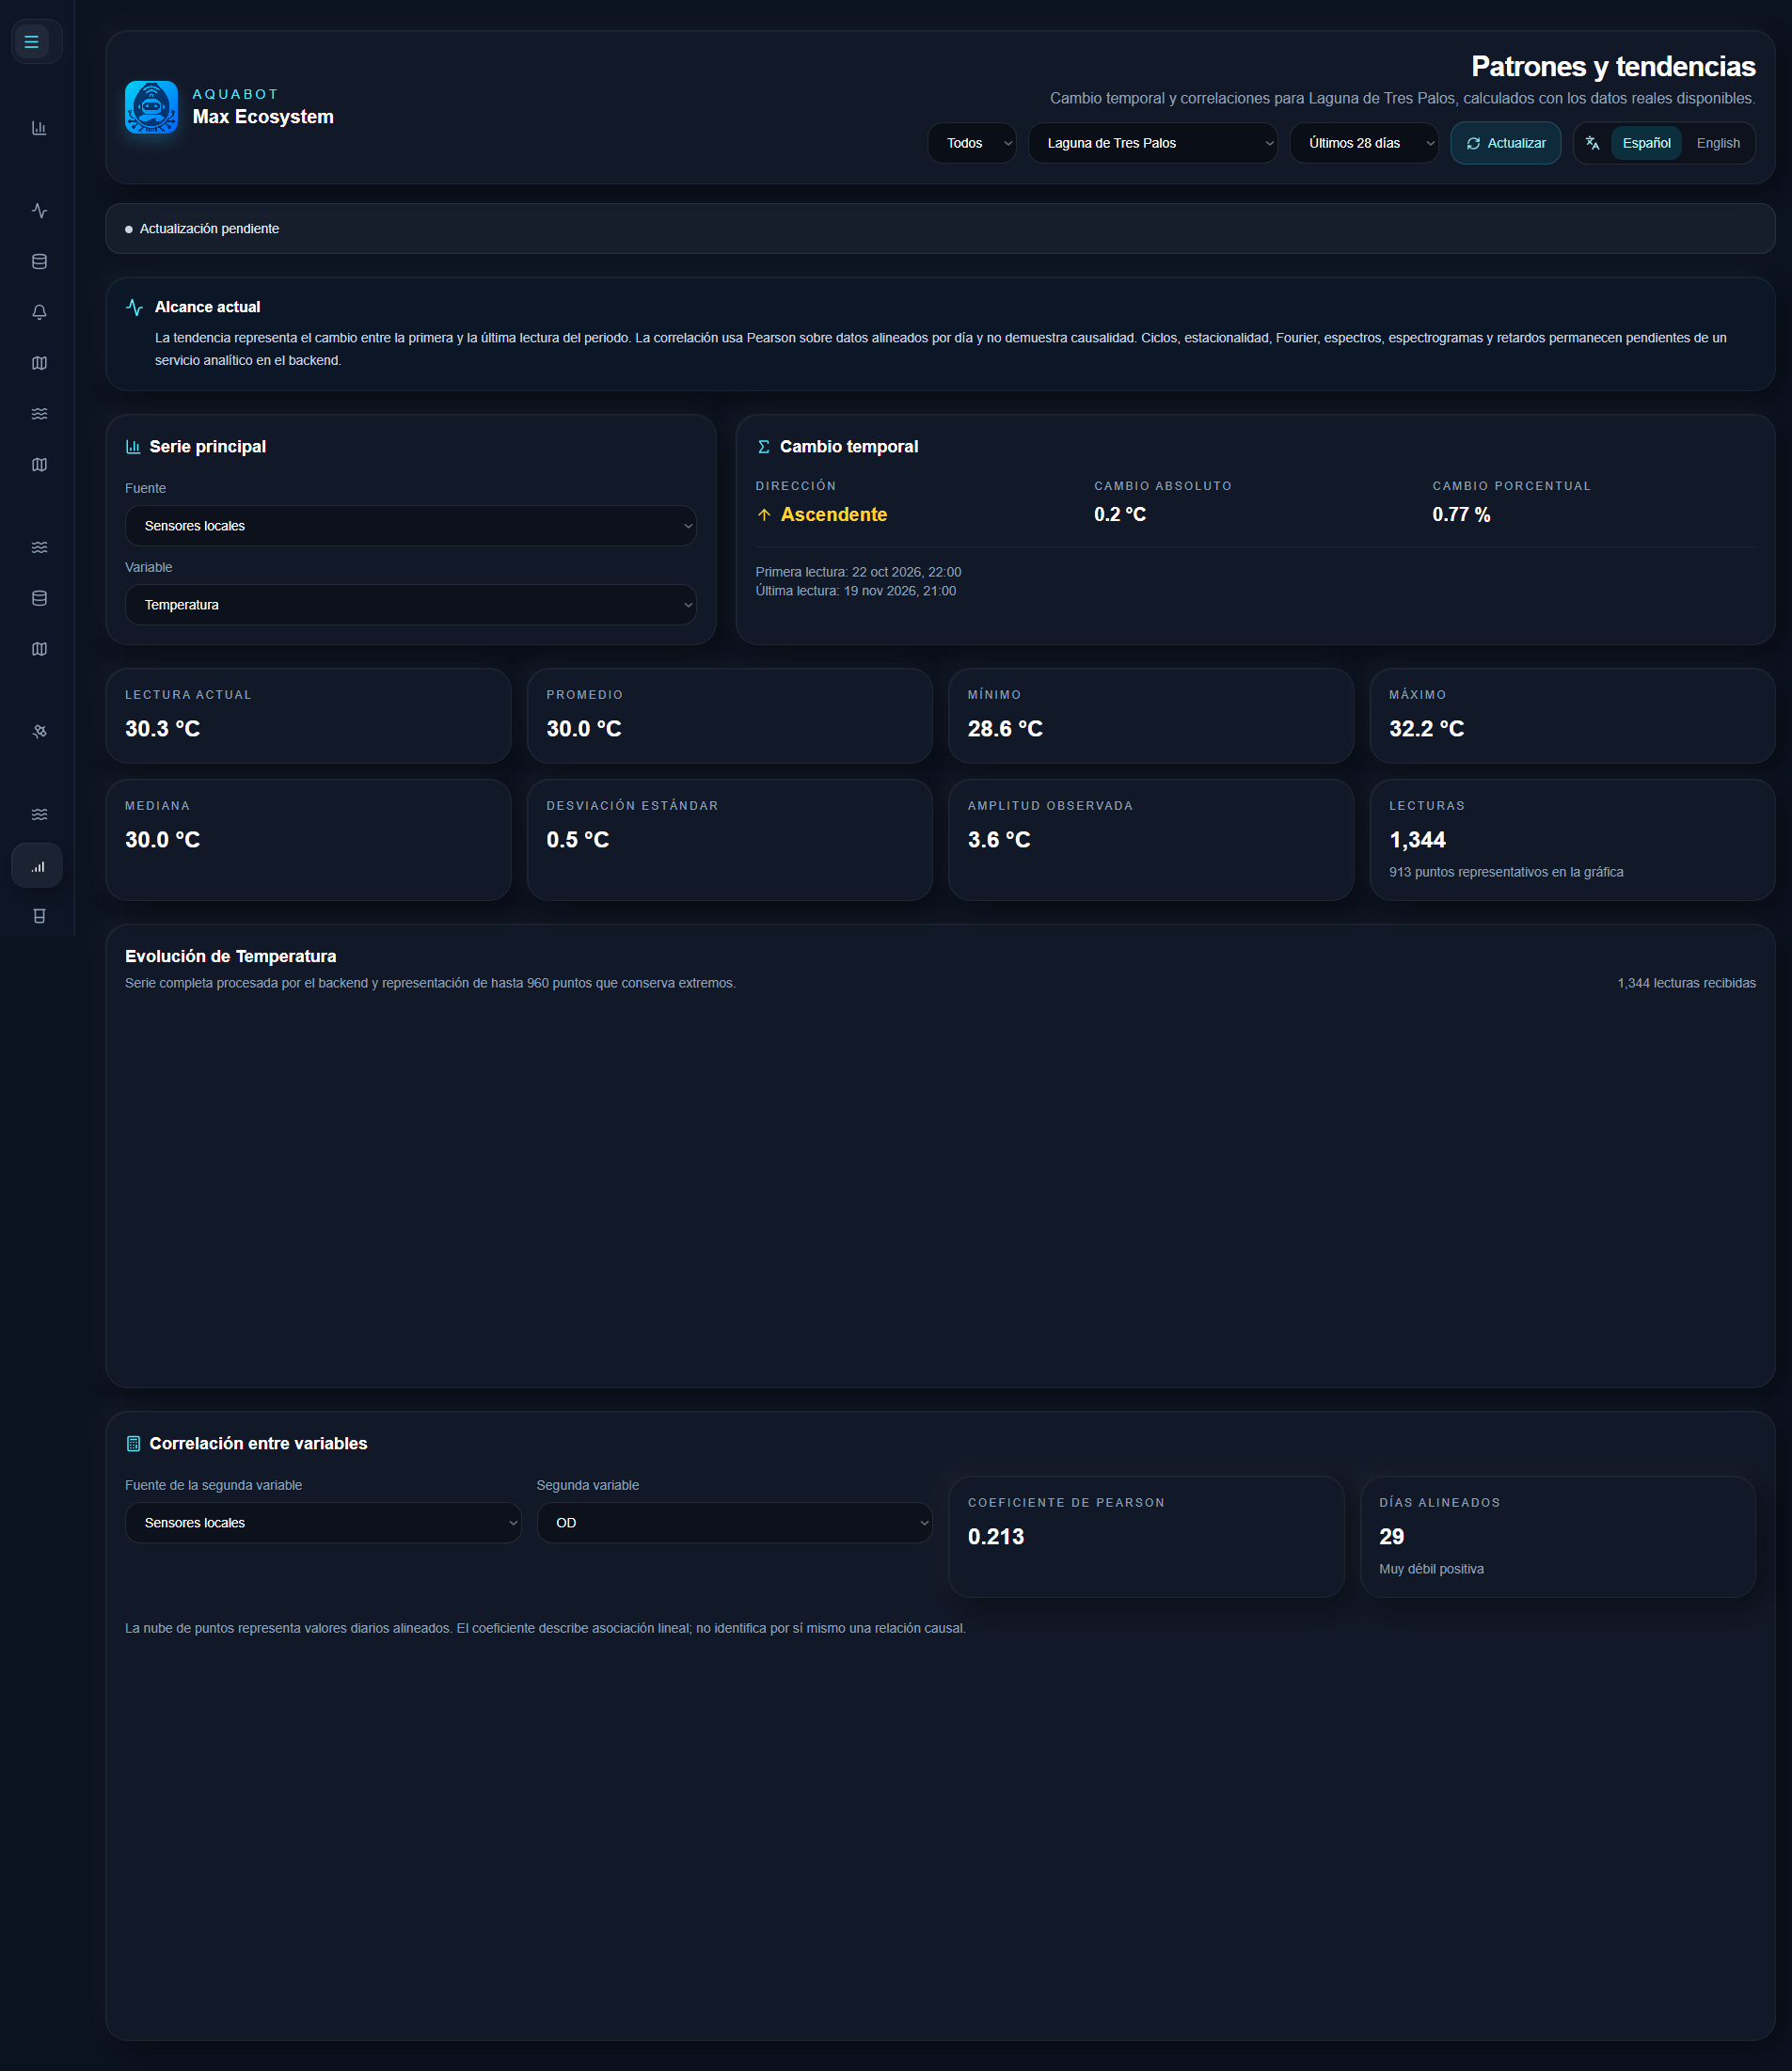 AQUABOT
Max Ecosystem
Patrones y tendencias
Cambio temporal y correlaciones para Laguna de Tres Palos, calculados con los datos reales disponibles.
Todos
Laguna de Tres Palos
Últimos 28 días
Actualizar
Español
English
Actualización pendiente
Alcance actual
La tendencia representa el cambio entre la primera y la última lectura del periodo. La correlación usa Pearson sobre datos alineados por día y no demuestra causalidad. Ciclos, estacionalidad, Fourier, espectros, espectrogramas y retardos permanecen pendientes de un
servicio analítico en el backend.
Serie principal
Fuente
Sensores locales
Variable
Temperatura
Cambio temporal
DIRECCIÓN
Ascendente
CAMBIO ABSOLUTO
0.2 °C
CAMBIO PORCENTUAL
0.77 %
Primera lectura: 22 oct 2026, 22:00
Última lectura: 19 nov 2026, 21:00
LECTURA ACTUAL
30.3 °C
PROMEDIO
30.0 °C
MÍNIMO
28.6 °C
MÁXIMO
32.2 °C
MEDIANA
30.0 °C
DESVIACIÓN ESTÁNDAR
0.5 °C
AMPLITUD OBSERVADA
3.6 °C
LECTURAS
1,344
913 puntos representativos en la gráfica
Evolución de Temperatura
Serie completa procesada por el backend y representación de hasta 960 puntos que conserva extremos.
1,344 lecturas recibidas
Correlación entre variables
Fuente de la segunda variable
Sensores locales
Segunda variable
OD
COEFICIENTE DE PEARSON
0.213
DÍAS ALINEADOS
29
Muy débil positiva
La nube de puntos representa valores diarios alineados. El coeficiente describe asociación lineal; no identifica por sí mismo una relación causal.